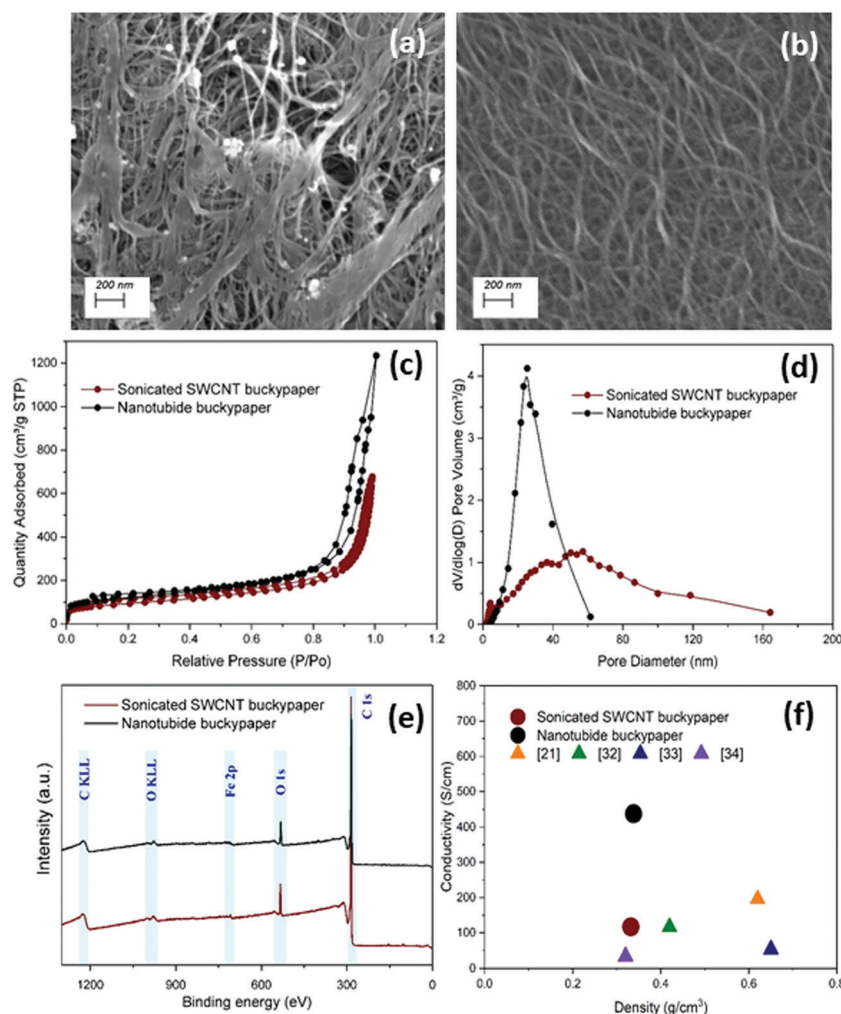 (a)
200 nm
(b)
200 nm
(c)
Sonicated SWCNT buckypaper
Nanotubide buckypaper
Quantity Adsorbed (cm³/g STP)
1200
1000
800
600
400
200
0
0.0 0.2 0.4 0.6 0.8 1.0 1.2
Relative Pressure (P/Po)
(d)
Sonicated SWCNT buckypaper
Nanotubide buckypaper
dV/dlog(D) Pore Volume (cm³/g)
4
3
2
1
0
0 40 80 120 160 200
Pore Diameter (nm)
(e)
Sonicated SWCNT buckypaper
Nanotubide buckypaper
C KLL
O KLL
Fe 2p
O 1s
C 1s
Intensity (a.u.)
1200 900 600 300 0
Binding energy (eV)
(f)
Sonicated SWCNT buckypaper
Nanotubide buckypaper
[21] [32] [33] [34]
Conductivity (S/cm)
800
700
600
500
400
300
200
100
0
0.0 0.2 0.4 0.6 0.8
Density (g/cm³)